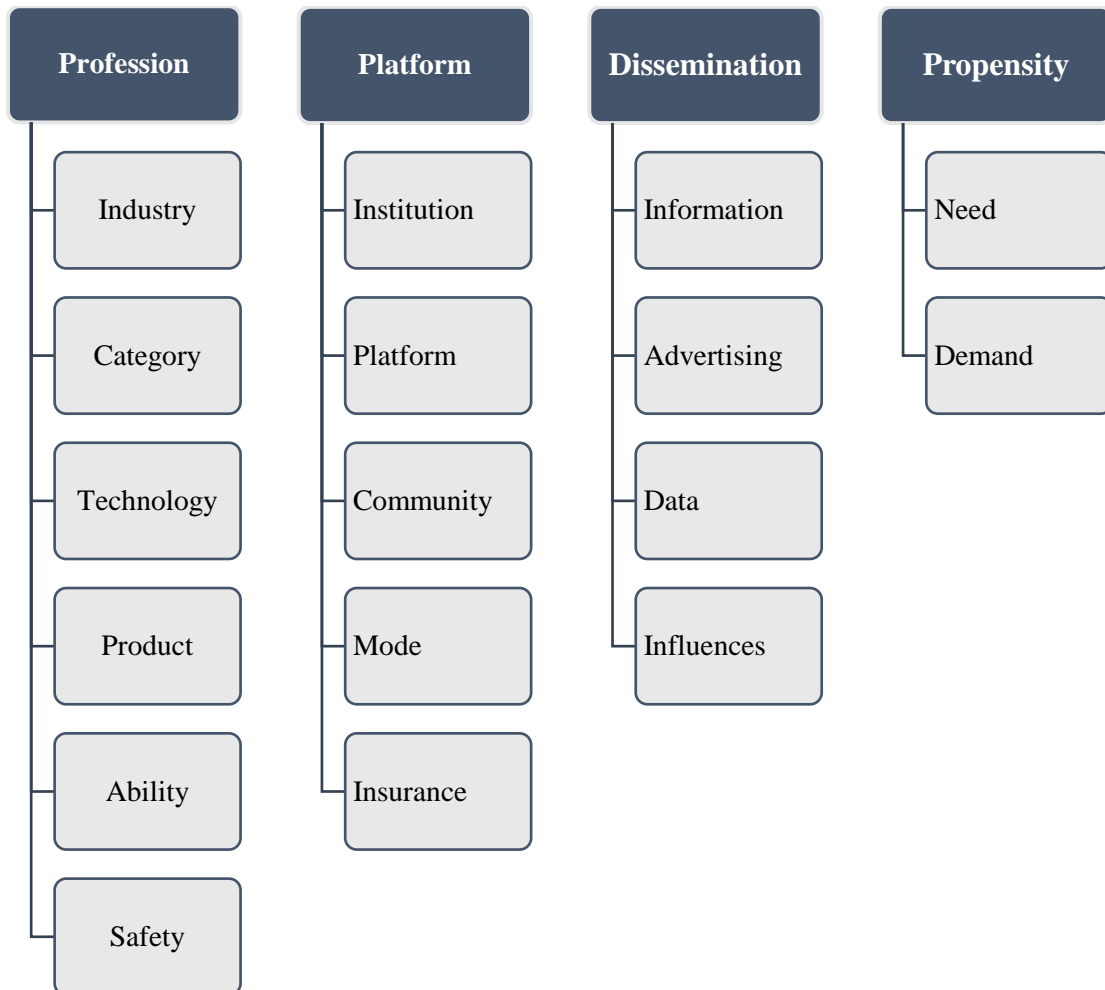 Profession
Industry
Category
Technology
Product
Ability
Safety
Platform
Institution
Platform
Community
Mode
Insurance
Dissemination
Information
Advertising
Data
Influences
Propensity
Need
Demand